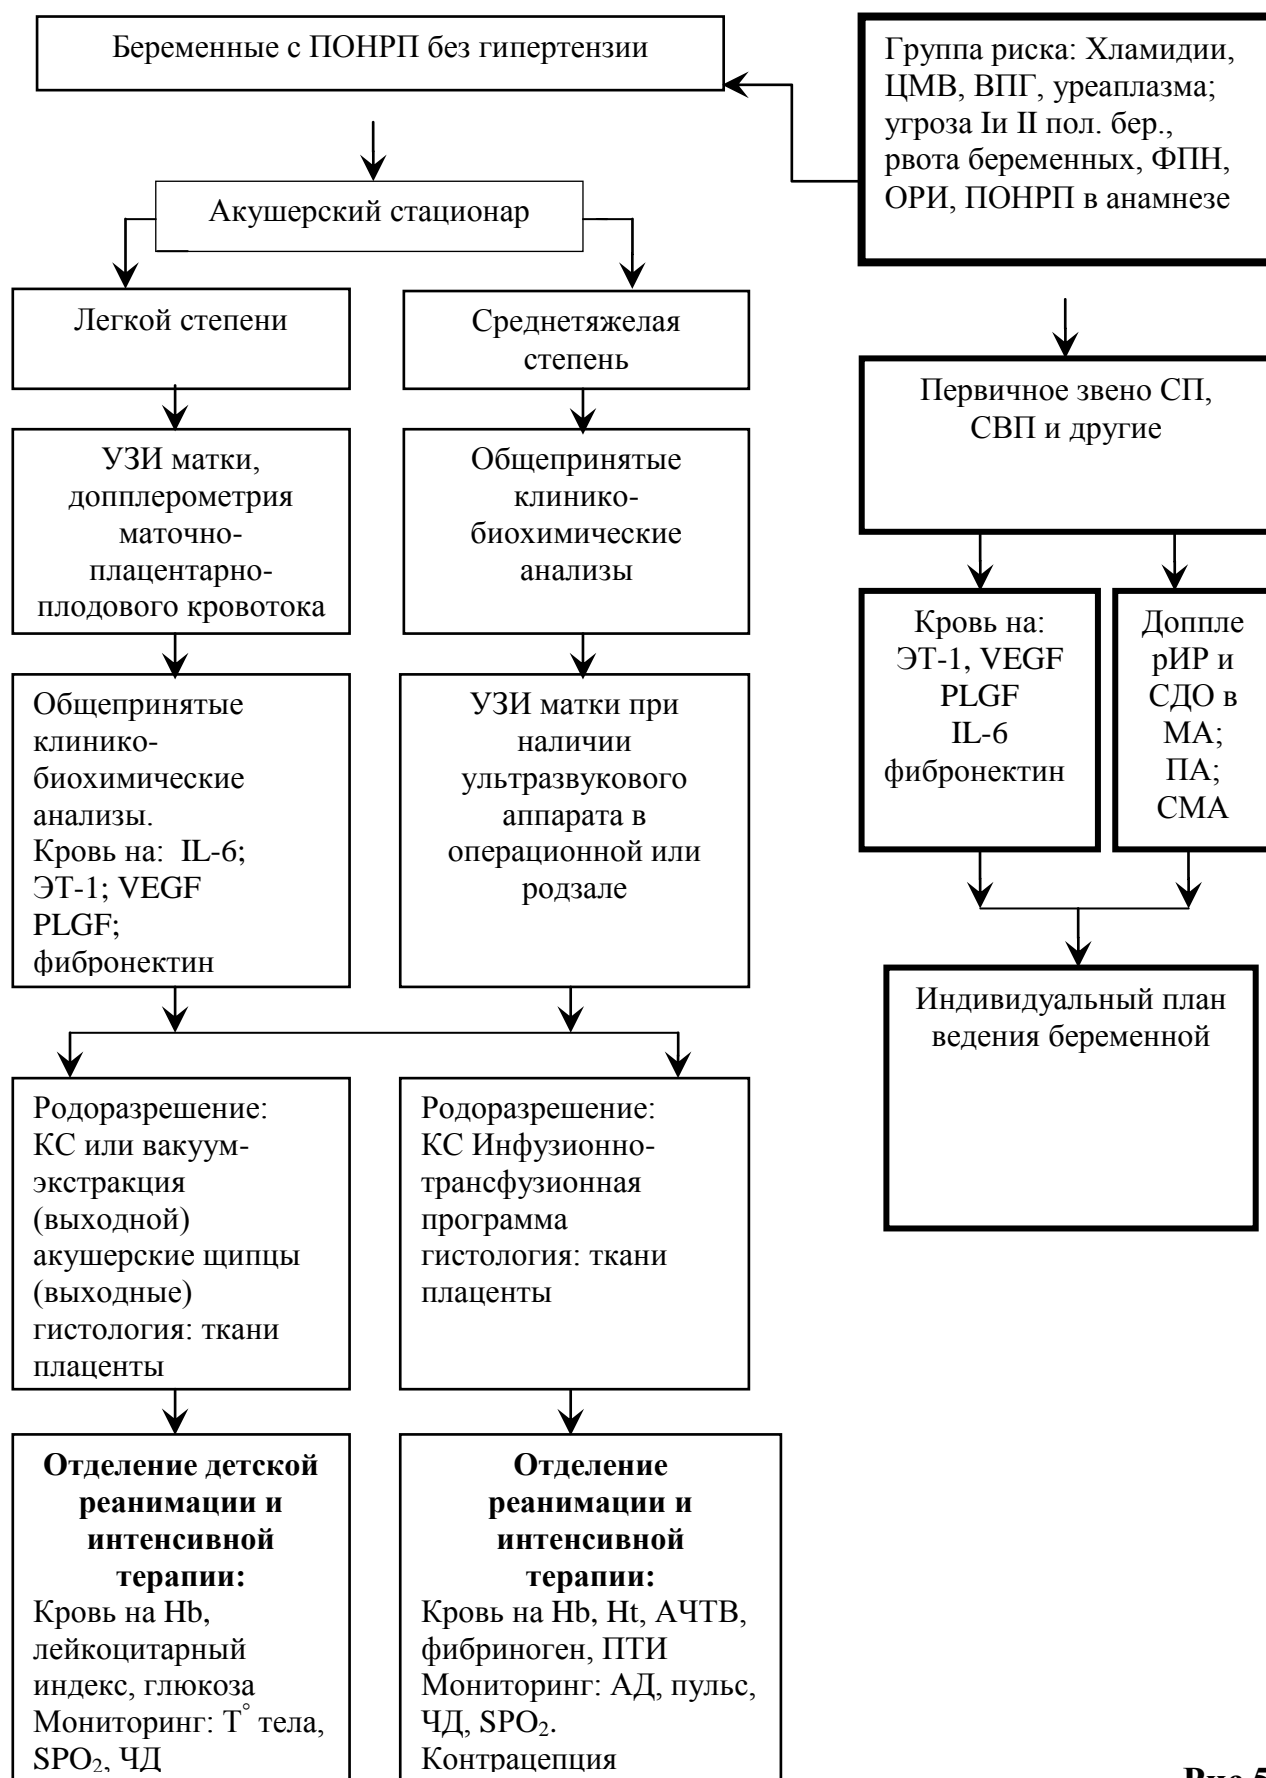 Беременные с ПОНРП без гипертензии
Группа риска: Хламидии,
ЦМВ, ВПГ, уреаплазма;
угроза Iи II пол. бер.,
рвота беременных, ФПН,
ОРИ, ПОНРП в анамнезе
Акушерский стационар
Легкой степени
Среднетяжелая
степень
Первичное звено СП,
СВП и другие
УЗИ матки,
допплерометрия
маточно-
плацентарно-
плодового кровотока
Общепринятые
клинико-
биохимические
анализы
Кровь на:
ЭТ-1, VEGF
PLGF
IL-6
фибронектин
Доппле
рИР и
СДО в
МА;
ПА;
СМА
Общепринятые
клинико-
биохимические
анализы.
Кровь на: IL-6;
ЭТ-1; VEGF
PLGF;
фибронектин
УЗИ матки при
наличии
ультразвукового
аппарата в
операционной или
родзале
Индивидуальный план
ведения беременной
Родоразрешение:
КС или вакуум-
экстракция
(выходной)
акушерские щипцы
(выходные)
гистология: ткани
плаценты
Родоразрешение:
КС Инфузионно-
трансфузионная
программа
гистология: ткани
плаценты
Отделение детской
реанимации и
интенсивной
терапии:
Кровь на Hb,
лейкоцитарный
индекс, глюкоза
Мониторинг: Т° тела,
SPO₂, ЧД
Отделение
реанимации и
интенсивной
терапии:
Кровь на Hb, Ht, АЧТВ,
фибриноген, ПТИ
Мониторинг: АД, пульс,
ЧД, SPO₂.
Контрацепция
Рис 5